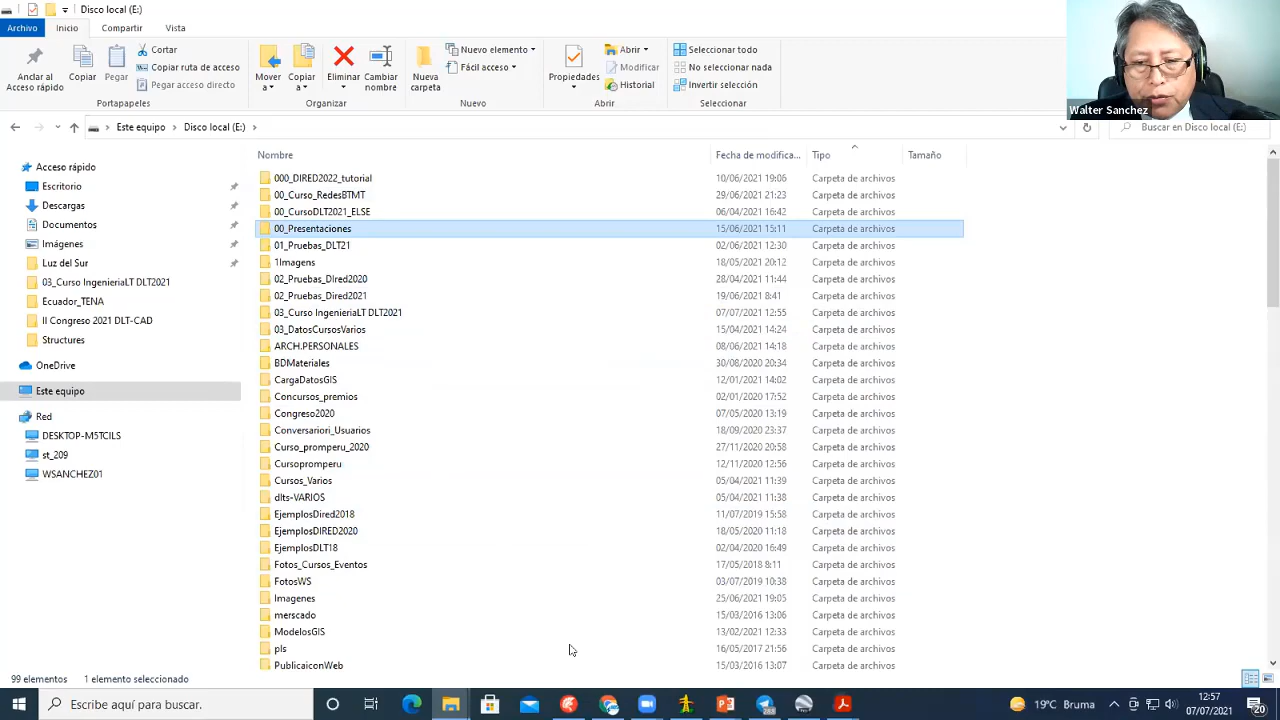 Disco local (E:)
Archivo Inicio Compartir Vista
Anclar al Acceso rápido
Copiar
Pegar
Cortar
Copiar ruta de acceso
Pegar acceso directo
Portapapeles
Mover a
Copiar a
Eliminar
Cambiar nombre
Organizar
Nueva carpeta
Nuevo elemento
Fácil acceso
Nuevo
Propiedades
Abrir
Modificar
Historial
Abrir
Seleccionar todo
No seleccionar nada
Invertir selección
Seleccionar
Walter Sanchez
Este equipo > Disco local (E:) >
Buscar en Disco local (E:)
Acceso rápido
Escritorio
Descargas
Documentos
Imágenes
Luz del Sur
03_Curso IngenieriaLT DLT2021
Ecuador_TENA
II Congreso 2021 DLT-CAD
Structures
OneDrive
Este equipo
Red
DESKTOP-M5TCILS
st_209
WSANCHEZ01
Nombre Fecha de modifica... Tipo Tamaño
000_DIRED2022_tutorial 10/06/2021 19:06 Carpeta de archivos
00_Curso_RedesBTMT 29/06/2021 21:23 Carpeta de archivos
00_CursoDLT2021_ELSE 06/04/2021 16:42 Carpeta de archivos
00_Presentaciones 15/06/2021 15:11 Carpeta de archivos
01_Pruebas_DLT21 02/06/2021 12:30 Carpeta de archivos
1Imagens 18/05/2021 20:12 Carpeta de archivos
02_Pruebas_DIred2020 28/04/2021 11:44 Carpeta de archivos
02_Pruebas_Dired2021 19/06/2021 8:41 Carpeta de archivos
03_Curso IngenieriaLT DLT2021 07/07/2021 12:55 Carpeta de archivos
03_DatosCursosVarios 15/04/2021 14:24 Carpeta de archivos
ARCH.PERSONALES 08/06/2021 14:18 Carpeta de archivos
BDMateriales 30/08/2020 20:34 Carpeta de archivos
CargaDatosGIS 12/01/2021 14:02 Carpeta de archivos
Concursos_premios 02/01/2020 17:52 Carpeta de archivos
Congreso2020 07/05/2020 13:19 Carpeta de archivos
Conversariori_Usuarios 18/09/2020 23:37 Carpeta de archivos
Curso_promperu_2020 27/11/2020 20:58 Carpeta de archivos
Cursopromperu 12/11/2020 12:56 Carpeta de archivos
Cursos_Varios 05/04/2021 11:39 Carpeta de archivos
dlts-VARIOS 05/04/2021 11:38 Carpeta de archivos
EjemplosDired2018 11/07/2019 15:58 Carpeta de archivos
EjemplosDIRED2020 18/05/2020 11:18 Carpeta de archivos
EjemplosDLT18 02/04/2020 16:49 Carpeta de archivos
Fotos_Cursos_Eventos 17/05/2018 8:11 Carpeta de archivos
FotosWS 03/07/2019 10:38 Carpeta de archivos
Imagenes 25/06/2021 19:05 Carpeta de archivos
merscado 15/03/2016 13:06 Carpeta de archivos
ModelosGIS 13/02/2021 12:33 Carpeta de archivos
pls 16/05/2017 21:56 Carpeta de archivos
PublicaiconWeb 15/03/2016 13:07 Carpeta de archivos
99 elementos 1 elemento seleccionado
Escribe aquí para buscar.
19°C Bruma
12:57
07/07/2021
20